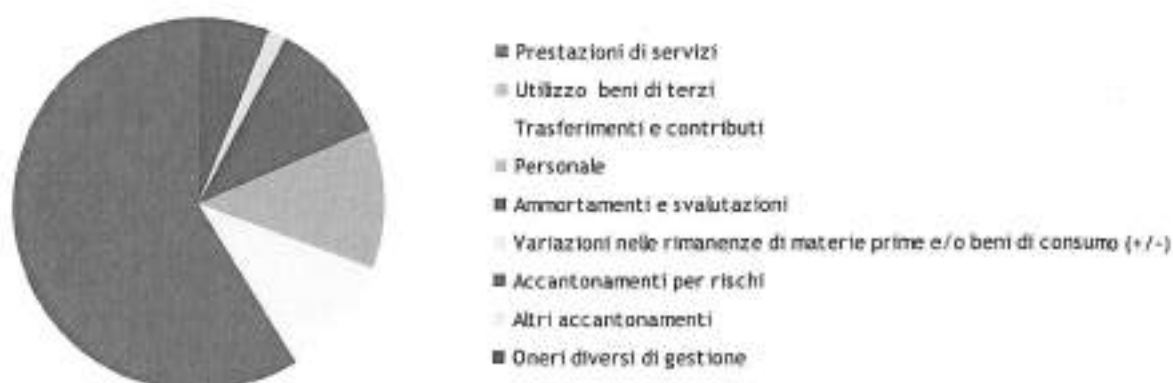 Prestazioni di servizi
Utilizzo beni di terzi
Trasferimenti e contributi
Personale
Ammortamenti e svalutazioni
Variazioni nelle rimanenze di materie prime e/o beni di consumo (+/-)
Accantonamenti per rischi
Altri accantonamenti
Oneri diversi di gestione